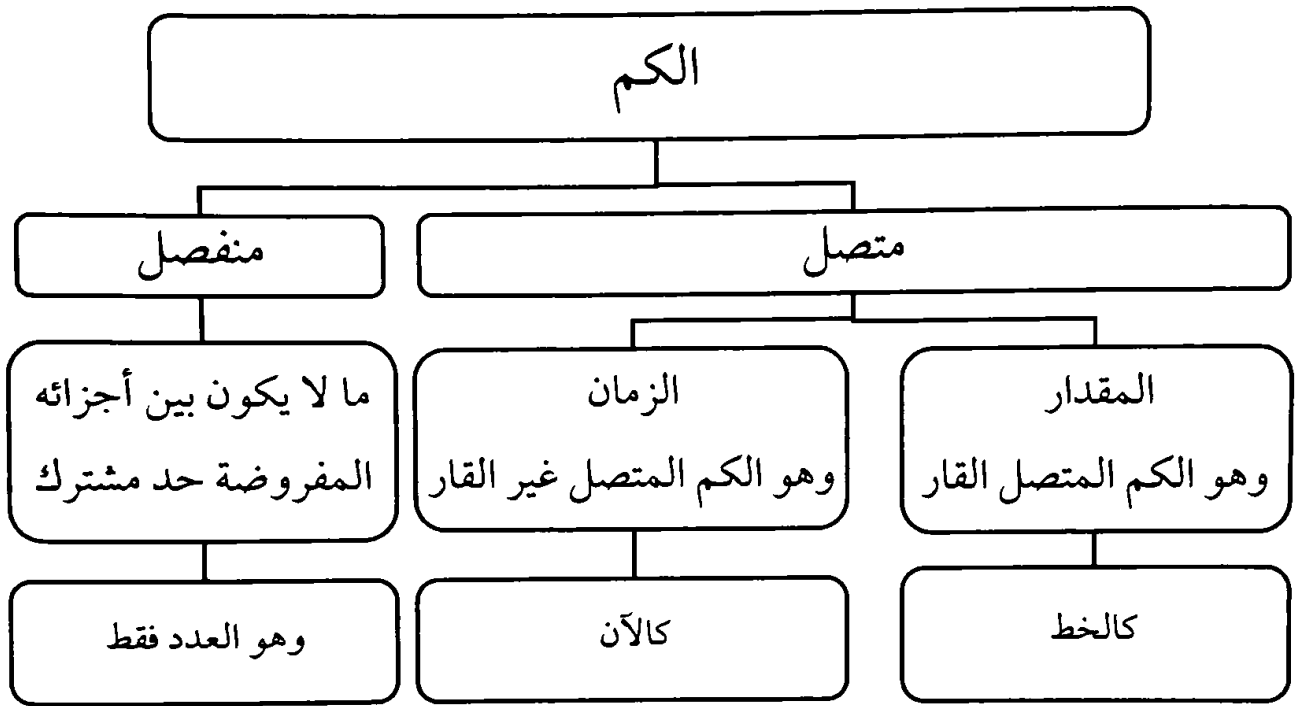 الكم
متصل
منفصل
المقدار
وهو الكم المتصل القار
الزمان
وهو الكم المتصل غير القار
ما لا يكون بين أجزائه
المفروضة حد مشترك
كالخط
كالآن
وهو العدد فقط